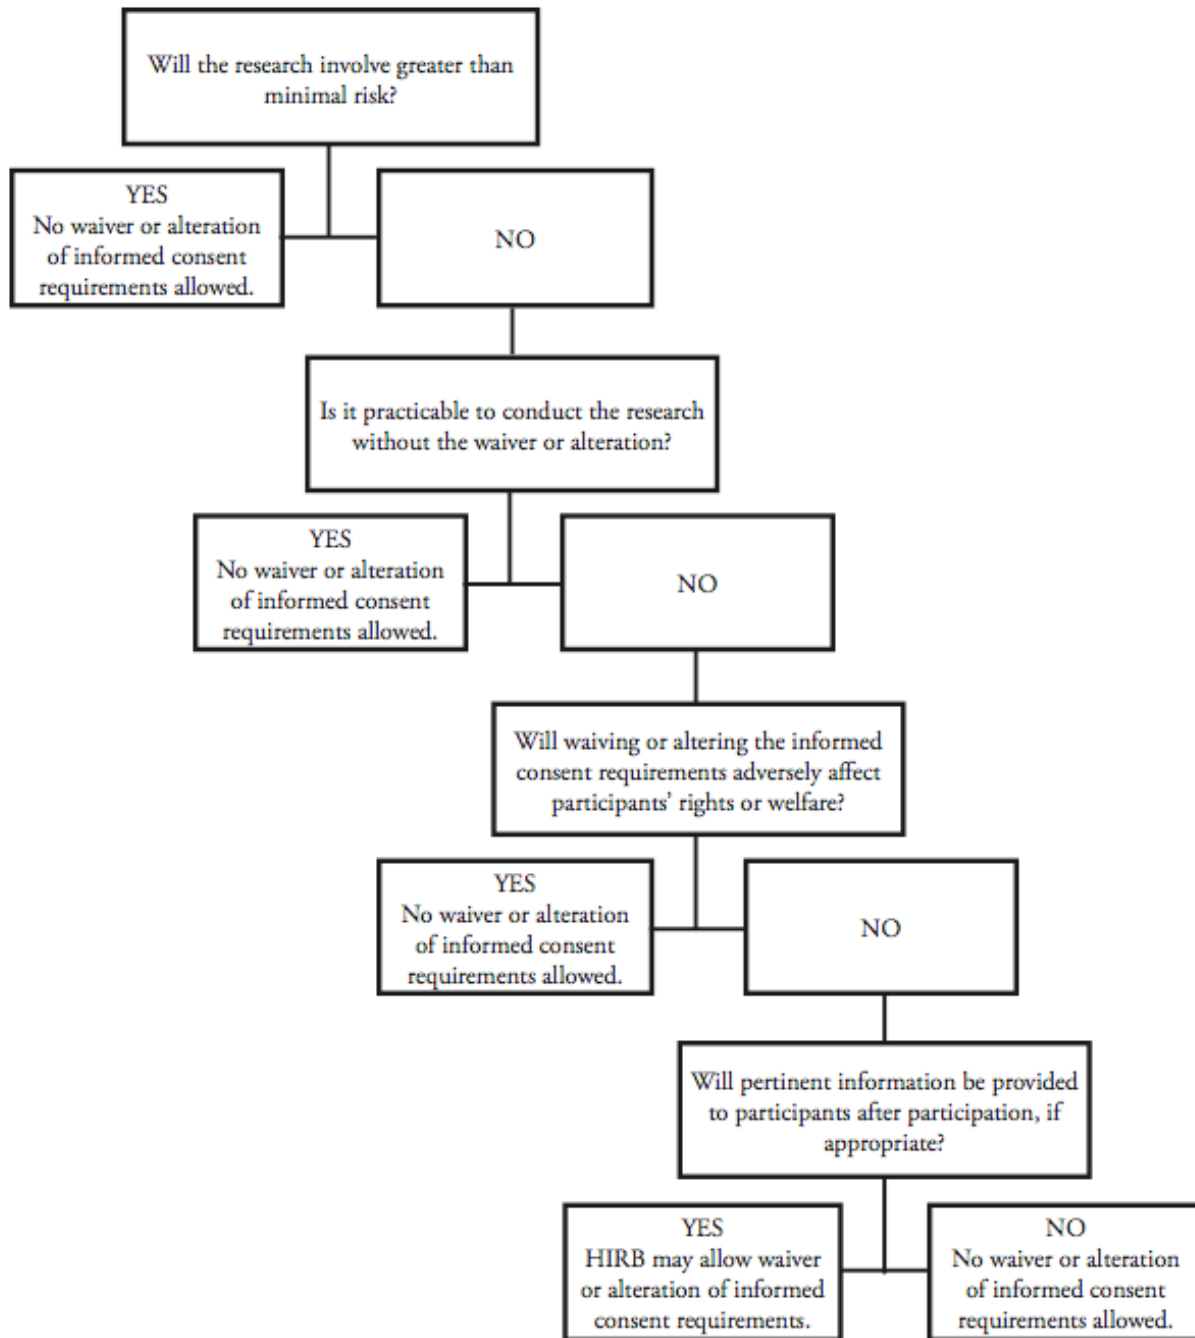 Will the research involve greater than
minimal risk?
YES
No waiver or alteration
of informed consent
requirements allowed.
NO
Is it practicable to conduct the research
without the waiver or alteration?
YES
No waiver or alteration
of informed consent
requirements allowed.
NO
Will waiving or altering the informed
consent requirements adversely affect
participants’ rights or welfare?
YES
No waiver or alteration
of informed consent
requirements allowed.
NO
Will pertinent information be provided
to participants after participation, if
appropriate?
YES
HIRB may allow waiver
or alteration of informed
consent requirements.
NO
No waiver or alteration
of informed consent
requirements allowed.